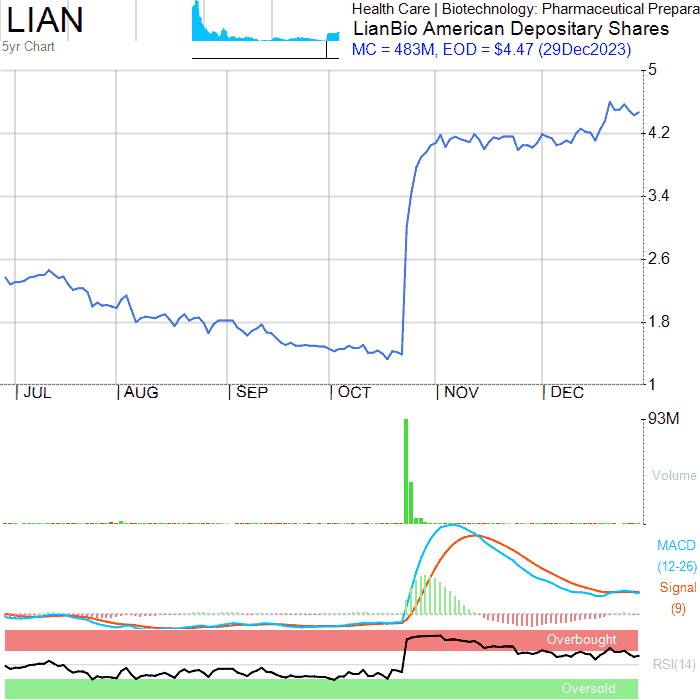 LIAN
5yr Chart
Health Care | Biotechnology: Pharmaceutical Prepara
LianBio American Depositary Shares
MC = 483M, EOD = $4.47 (29Dec2023)
5
4.2
3.4
2.6
1.8
1
JUL AUG SEP OCT NOV DEC
93M
Volume
MACD
(12-26)
Signal
(9)
Overbought
RSI(14)
Oversold